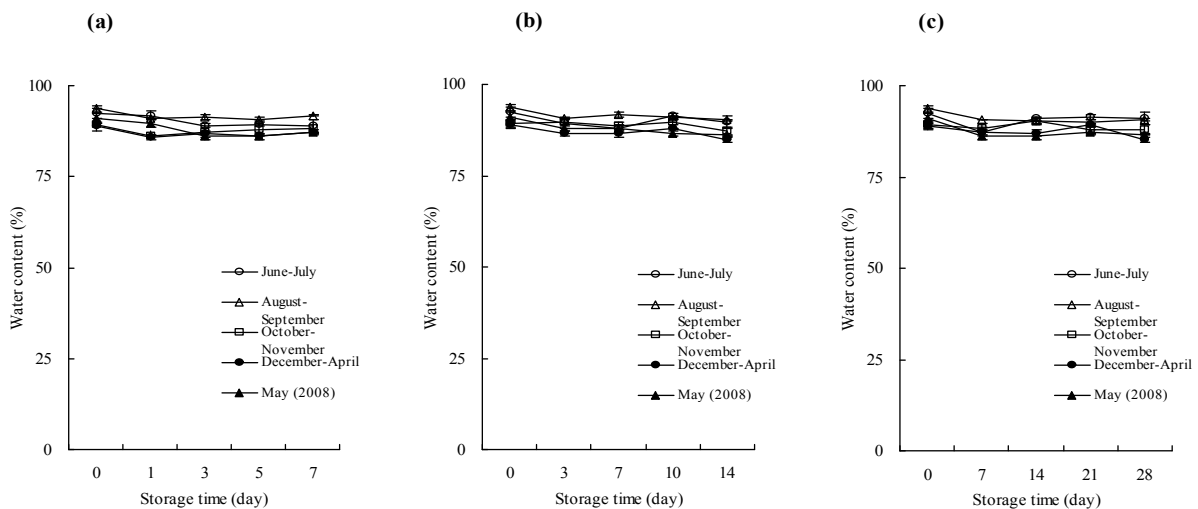 (a)
100
75
50
25
0
Water content (%)
0 1 3 5 7
Storage time (day)
June-July
August-
September
October-
November
December-April
May (2008)
(b)
100
75
50
25
0
Water content (%)
0 3 7 10 14
Storage time (day)
June-July
August-
September
October-
November
December-April
May (2008)
(c)
100
75
50
25
0
Water content (%)
0 7 14 21 28
Storage time (day)
June-July
August-
September
October-
November
December-April
May (2008)